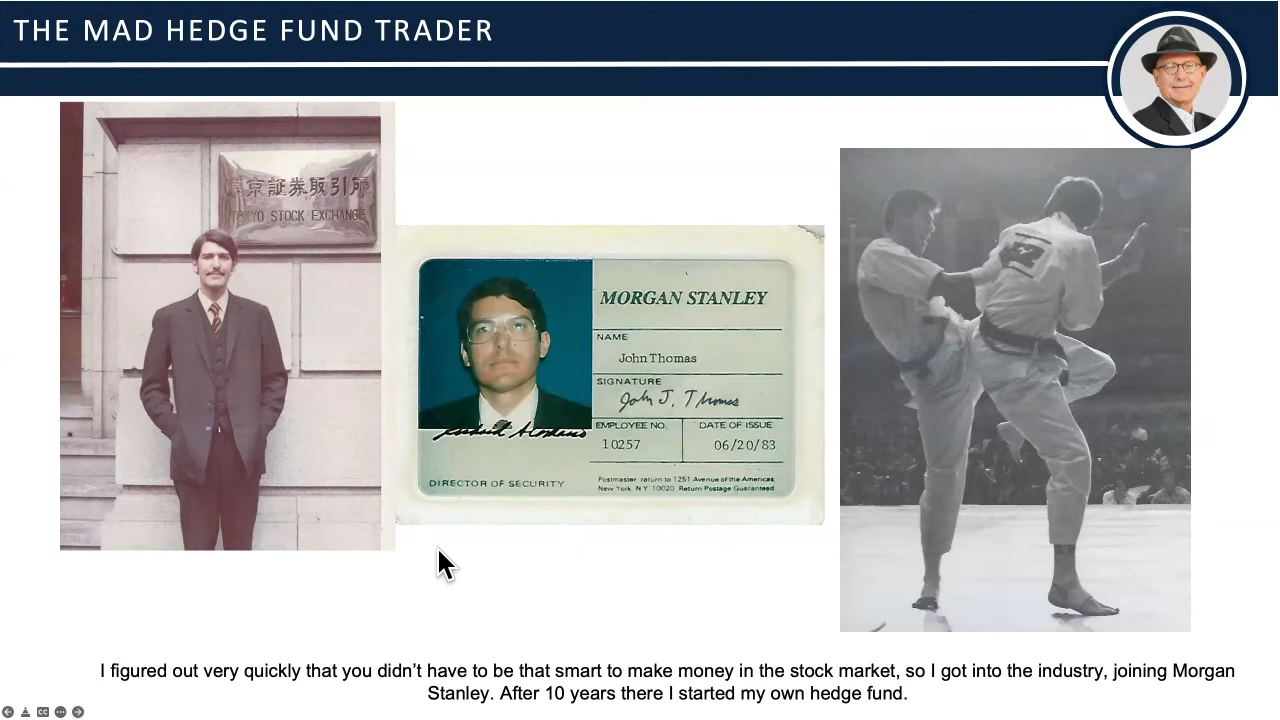 THE MAD HEDGE FUND TRADER
東京証券取引所
TOKYO STOCK EXCHANGE
MORGAN STANLEY
NAME
John Thomas
SIGNATURE
John J. Thomas
EMPLOYEE NO.
10257
DATE OF ISSUE
06/20/83
DIRECTOR OF SECURITY
Postmaster return to 1251 Avenue of the Americas
New York, N.Y. 10020 Return Postage Guaranteed
I figured out very quickly that you didn’t have to be that smart to make money in the stock market, so I got into the industry, joining Morgan
Stanley. After 10 years there I started my own hedge fund.
CC